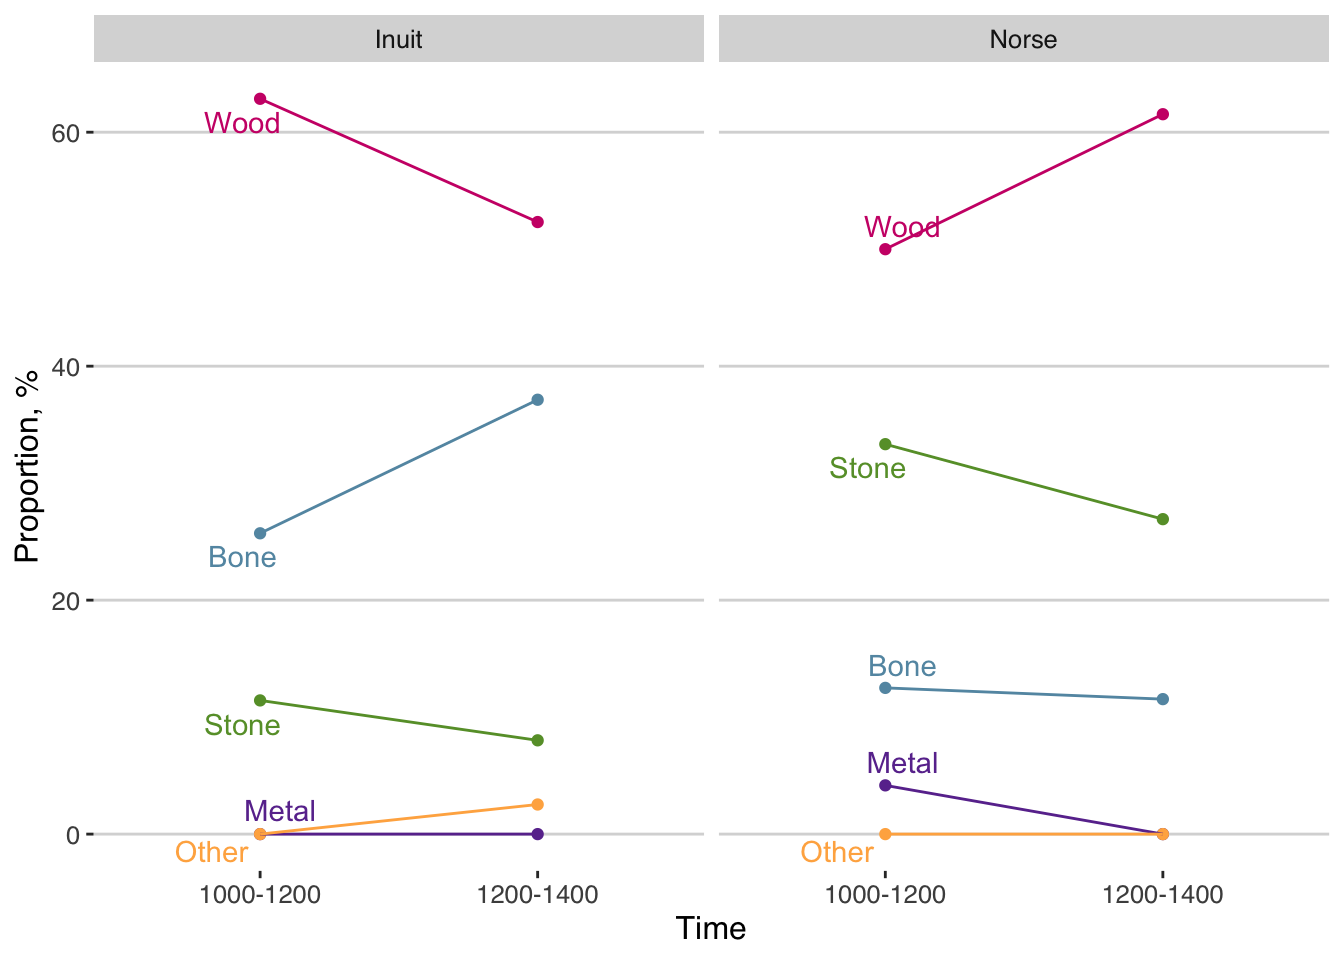 Inuit
Norse
Proportion, %
60
40
20
0
Wood
Bone
Stone
Metal
Other
Wood
Stone
Bone
Metal
Other
1000-1200
1200-1400
1000-1200
1200-1400
Time